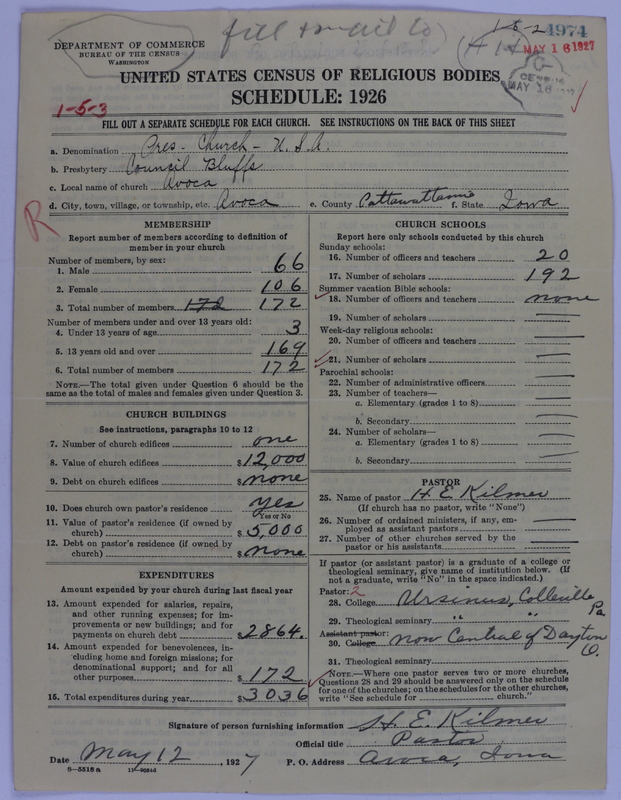 fill + mail to
1-8-2 4974
DEPARTMENT OF COMMERCE
BUREAU OF THE CENSUS
WASHINGTON
MAY 16 1927
CENSUS
MAY 16
UNITED STATES CENSUS OF RELIGIOUS BODIES
SCHEDULE: 1926
1-5-3
FILL OUT A SEPARATE SCHEDULE FOR EACH CHURCH. SEE INSTRUCTIONS ON THE BACK OF THIS SHEET
a. Denomination Pres- Church - U.S.A.
b. Presbytery Council Bluffs
c. Local name of church Avoca
d. City, town, village, or township, etc. Avoca e. County Pottawattamie f. State Iowa
R
MEMBERSHIP
Report number of members according to definition of
member in your church
Number of members, by sex:
1. Male 66
2. Female 106
3. Total number of members 172 172
Number of members under and over 13 years old:
4. Under 13 years of age 3
5. 13 years old and over 169
6. Total number of members 172
NOTE.—The total given under Question 6 should be the
same as the total of males and females given under Question 3.
CHURCH BUILDINGS
See instructions, paragraphs 10 to 12
7. Number of church edifices one
8. Value of church edifices $12,000
9. Debt on church edifices $none
10. Does church own pastor's residence yes
Yes or No
11. Value of pastor's residence (if owned by
church) $5,000
12. Debt on pastor's residence (if owned by
church) $none
EXPENDITURES
Amount expended by your church during last fiscal year
13. Amount expended for salaries, repairs,
and other running expenses; for im-
provements or new buildings; and for
payments on church debt $2864.
14. Amount expended for benevolences, in-
cluding home and foreign missions; for
denominational support; and for all
other purposes $172
15. Total expenditures during year $3036
CHURCH SCHOOLS
Report here only schools conducted by this church
Sunday schools:
16. Number of officers and teachers 20
17. Number of scholars 192
Summer vacation Bible schools:
18. Number of officers and teachers none
19. Number of scholars
Week-day religious schools:
20. Number of officers and teachers
21. Number of scholars
Parochial schools:
22. Number of administrative officers
23. Number of teachers—
a. Elementary (grades 1 to 8)
b. Secondary
24. Number of scholars—
a. Elementary (grades 1 to 8)
b. Secondary
PASTOR
25. Name of pastor H. E. Kilmer
(If church has no pastor, write "None")
26. Number of ordained ministers, if any, em-
ployed as assistant pastors
27. Number of other churches served by the
pastor or his assistants
If pastor (or assistant pastor) is a graduate of a college or
theological seminary, give name of institution below. (If
not a graduate, write "No" in the space indicated.)
Pastor: 2
28. College Ursinus, Colleville Pa
29. Theological seminary " "
Assistant pastor:
30. College now Central of Dayton O.
31. Theological seminary
NOTE.—Where one pastor serves two or more churches,
Questions 28 and 29 should be answered only on the schedule
for one of the churches; on the schedules for the other churches,
write "See schedule for church."
Signature of person furnishing information H. E. Kilmer
Official title Pastor
Date May 12, 1927 P. O. Address Avoca, Iowa
8-5518a